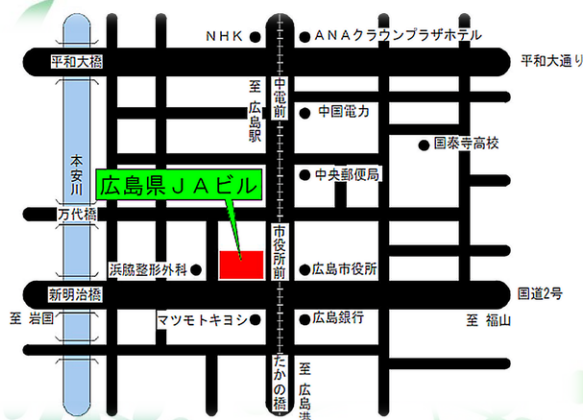 NHK
ANAクラウンプラザホテル
平和大橋
平和大通り
至 広島駅
中電前
中国電力
国泰寺高校
本安川
中央郵便局
広島県JAビル
万代橋
市役所前
浜脇整形外科
広島市役所
新明治橋
国道2号
至 岩国
マツモトキヨシ
広島銀行
至 福山
たかの橋
至 広島港